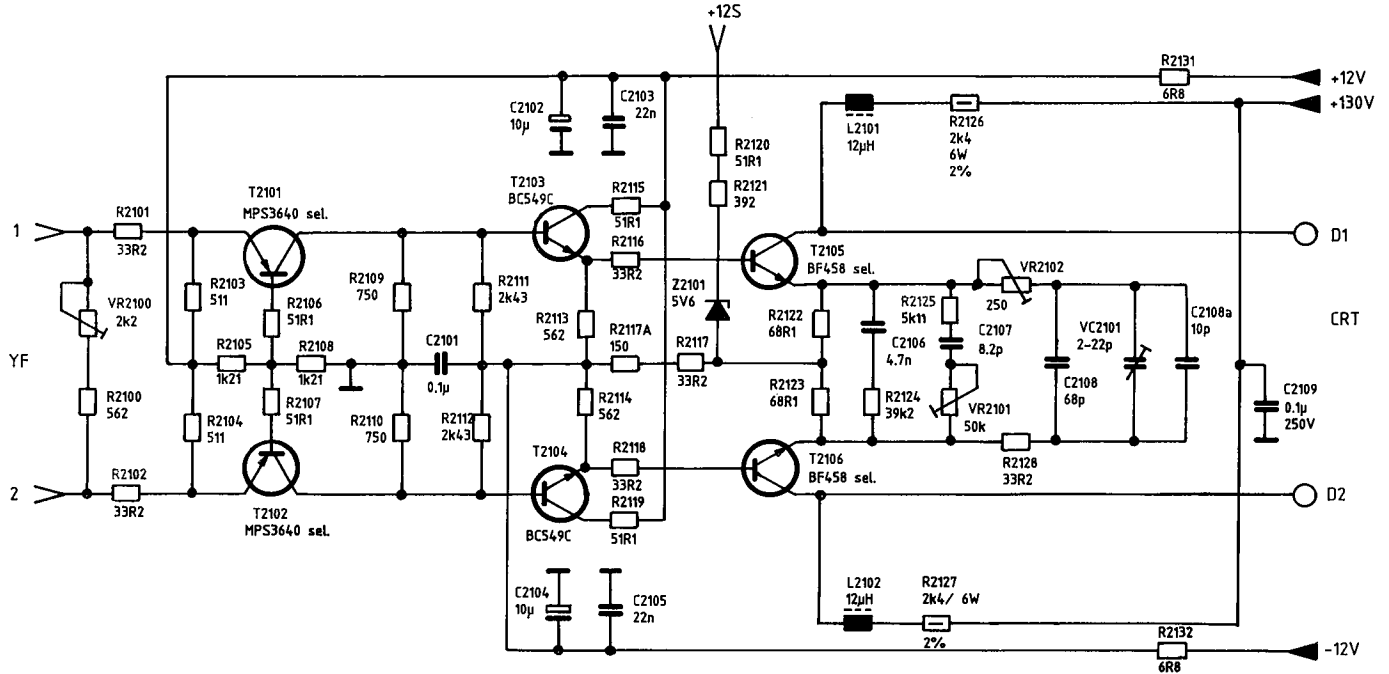 +12S
R2131
6R8
+12V
+130V
C2102
10µ
C2103
22n
L2101
12µH
R2126
2k4
6W
2%
R2120
51R1
R2121
392
T2101
MPS3640 sel.
T2103
BC549C
R2115
51R1
1
R2101
33R2
R2116
33R2
T2105
BF458 sel.
D1
VR2102
250
R2103
511
R2106
51R1
R2109
750
R2111
2k43
Z2101
5V6
R2125
5k11
VR2100
2k2
R2113
562
R2117A
150
R2117
33R2
R2122
68R1
C2106
4.7n
C2107
8.2p
VC2101
2-22p
C2108a
10p
CRT
YF
R2105
1k21
R2108
1k21
C2101
0.1µ
C2108
68p
R2100
562
R2104
511
R2107
51R1
R2110
750
R2112
2k43
R2114
562
R2123
68R1
R2124
39k2
VR2101
50k
C2109
0.1µ
250V
2
R2102
33R2
T2102
MPS3640 sel.
T2104
BC549C
R2118
33R2
R2119
51R1
T2106
BF458 sel.
R2128
33R2
D2
C2104
10µ
C2105
22n
L2102
12µH
R2127
2k4/ 6W
2%
R2132
6R8
-12V